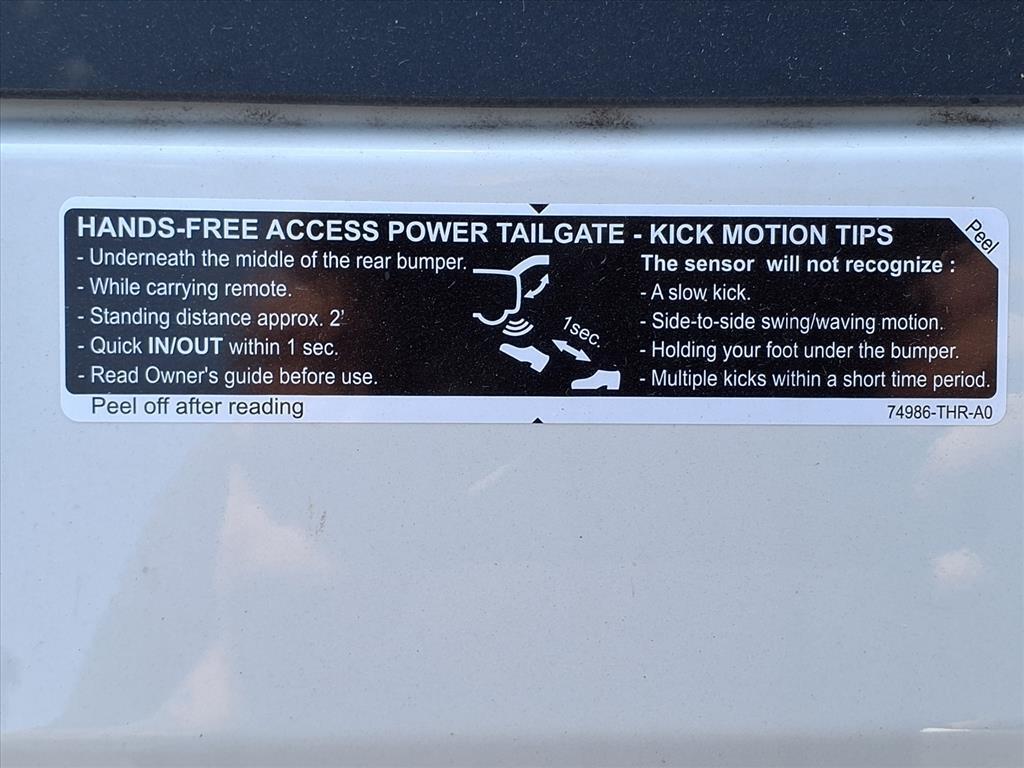 HANDS-FREE ACCESS POWER TAILGATE - KICK MOTION TIPS
Peel
- Underneath the middle of the rear bumper.
- While carrying remote.
- Standing distance approx. 2'
- Quick IN/OUT within 1 sec.
- Read Owner's guide before use.
1sec.
The sensor will not recognize :
- A slow kick.
- Side-to-side swing/waving motion.
- Holding your foot under the bumper.
- Multiple kicks within a short time period.
Peel off after reading
74986-THR-A0